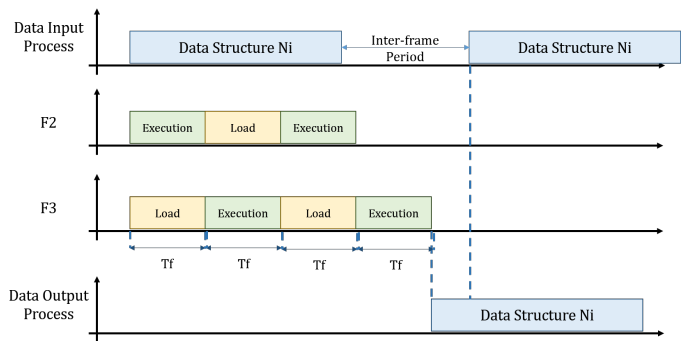 Data Input
Process
Data Structure Ni
Inter-frame
Period
Data Structure Ni
F2
Execution
Load
Execution
F3
Load
Execution
Load
Execution
Tf
Tf
Tf
Tf
Data Output
Process
Data Structure Ni